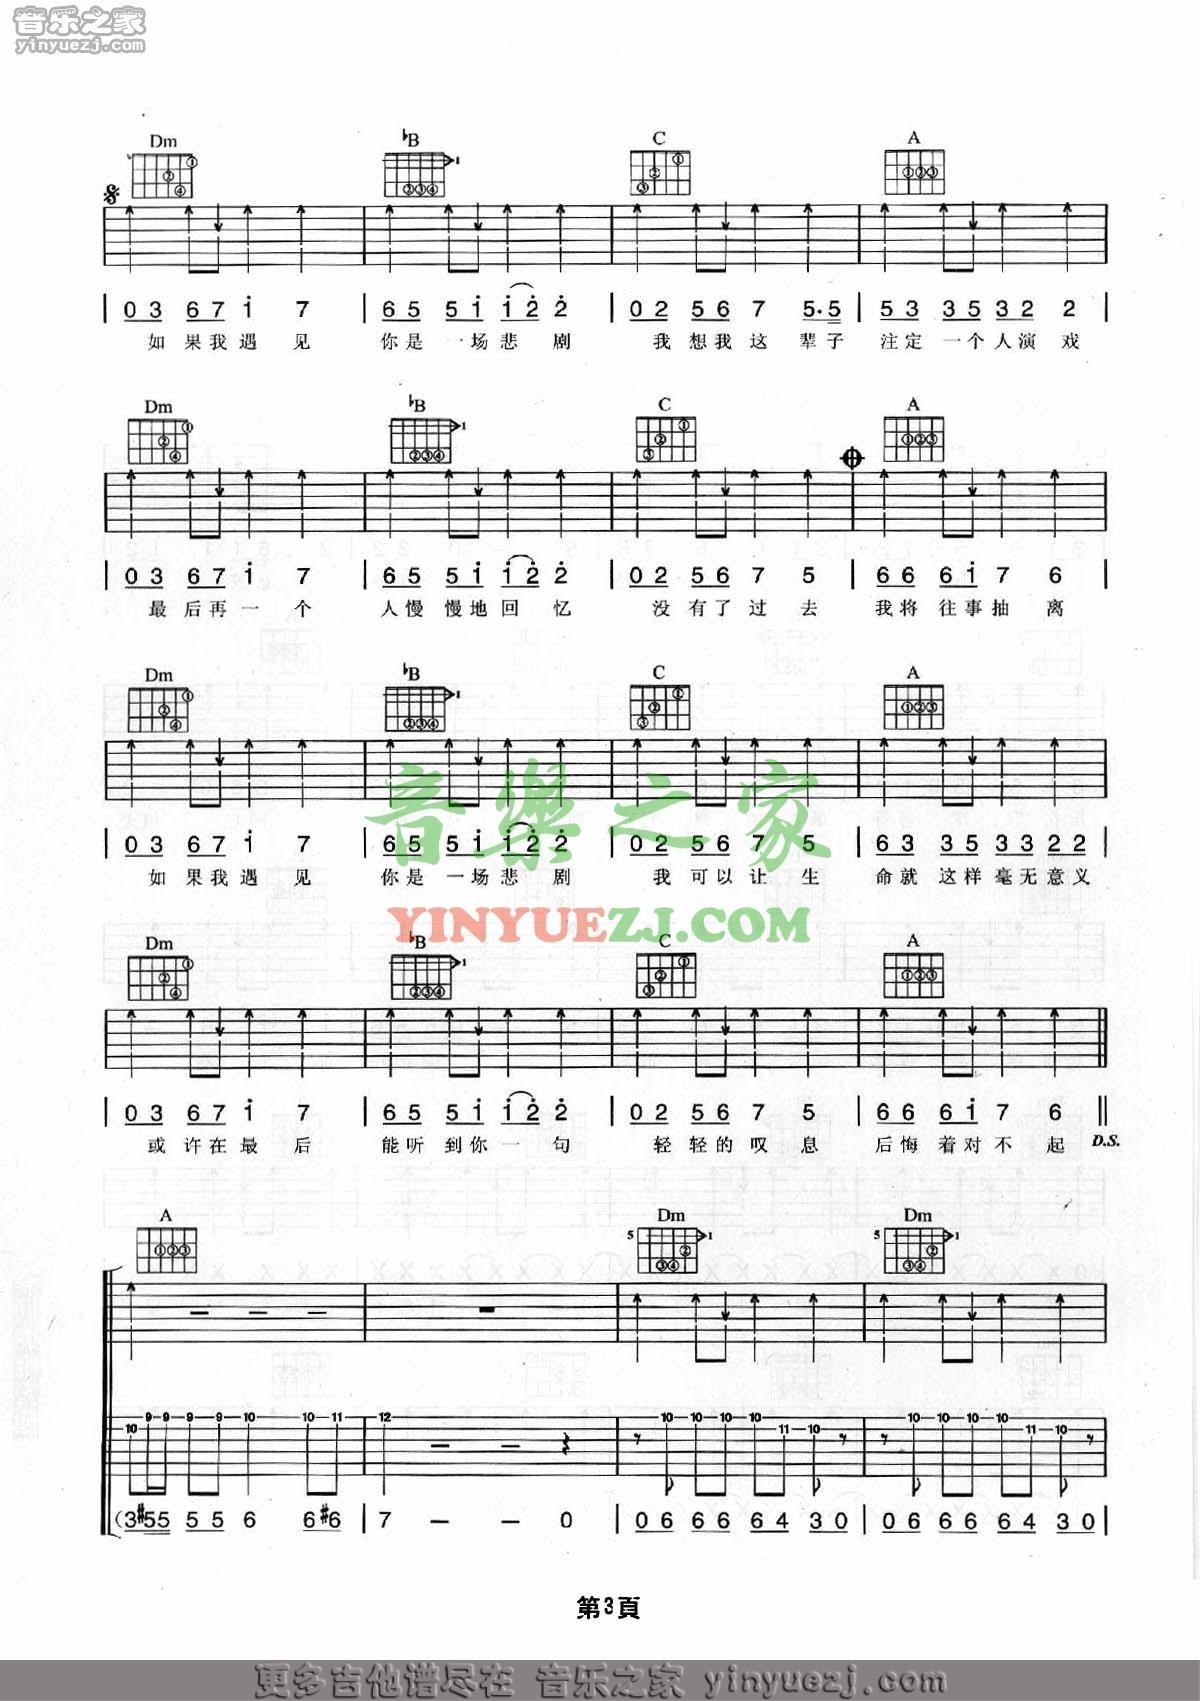 音乐之家
yinyuezj.com
Dm ♭B C A
0 3 6 7 i 7 | 6 5 5 i i 2 2 | 0 2 5 6 7 5·5 | 5 3 3 5 3 2 2 |
如 果 我 遇 见 你 是 一 场 悲 剧 我 想 我 这 辈 子 注 定 一 个 人 演 戏
Dm ♭B C A
0 3 6 7 i 7 | 6 5 5 i i 2 2 | 0 2 5 6 7 5 | 6 6 6 i 7 6 |
最 后 再 一 个 人 慢 慢 地 回 忆 没 有 了 过 去 我 将 往 事 抽 离
Dm ♭B C A
0 3 6 7 i 7 | 6 5 5 i i 2 2 | 0 2 5 6 7 5 | 6 3 3 5 3 3 2 2 |
如 果 我 遇 见 你 是 一 场 悲 剧 我 可 以 让 生 命 就 这 样 毫 无 意 义
音樂之家
YINYUEZJ.COM
Dm ♭B C A
0 3 6 7 i 7 | 6 5 5 i i 2 2 | 0 2 5 6 7 5 | 6 6 6 i 7 6 ‖
或 许 在 最 后 能 听 到 你 一 句 轻 轻 的 叹 息 后 悔 着 对 不 起 D.S.
A Dm Dm
10 9 9 9 9 10 10 11 12 10 10 10 10 11 10 10 10 10 10 11 10
(3 #5 5 5 5 6 6 #6 | 7 — — 0 | 0 6 6 6 6 4 3 0 | 0 6 6 6 6 4 3 0 |
第3頁
更多吉他谱尽在 音乐之家 yinyuezj.com